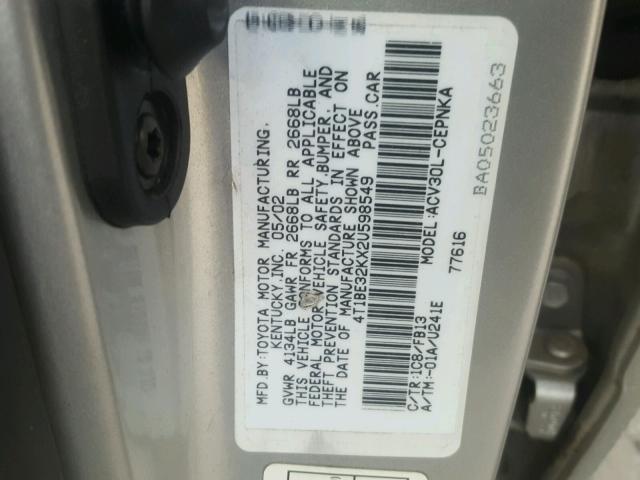 MFD BY:TOYOTA MOTOR MANUFACTURING,
KENTUCKY,INC. 05/02
GVWR 4134LB GAWR FR 2668LB RR 2668LB
THIS VEHICLE CONFORMS TO ALL APPLICABLE
FEDERAL MOTOR VEHICLE SAFETY,BUMPER, AND
THEFT PREVENTION STANDARDS IN EFFECT ON
THE DATE OF MANUFACTURE SHOWN ABOVE.
4T1BE32KX2U598549 PASS.CAR
C/TR:1C8/FB13
A/TM:-01A/U241E
MODEL:ACV30L-CEPNKA
77616
BA05023663